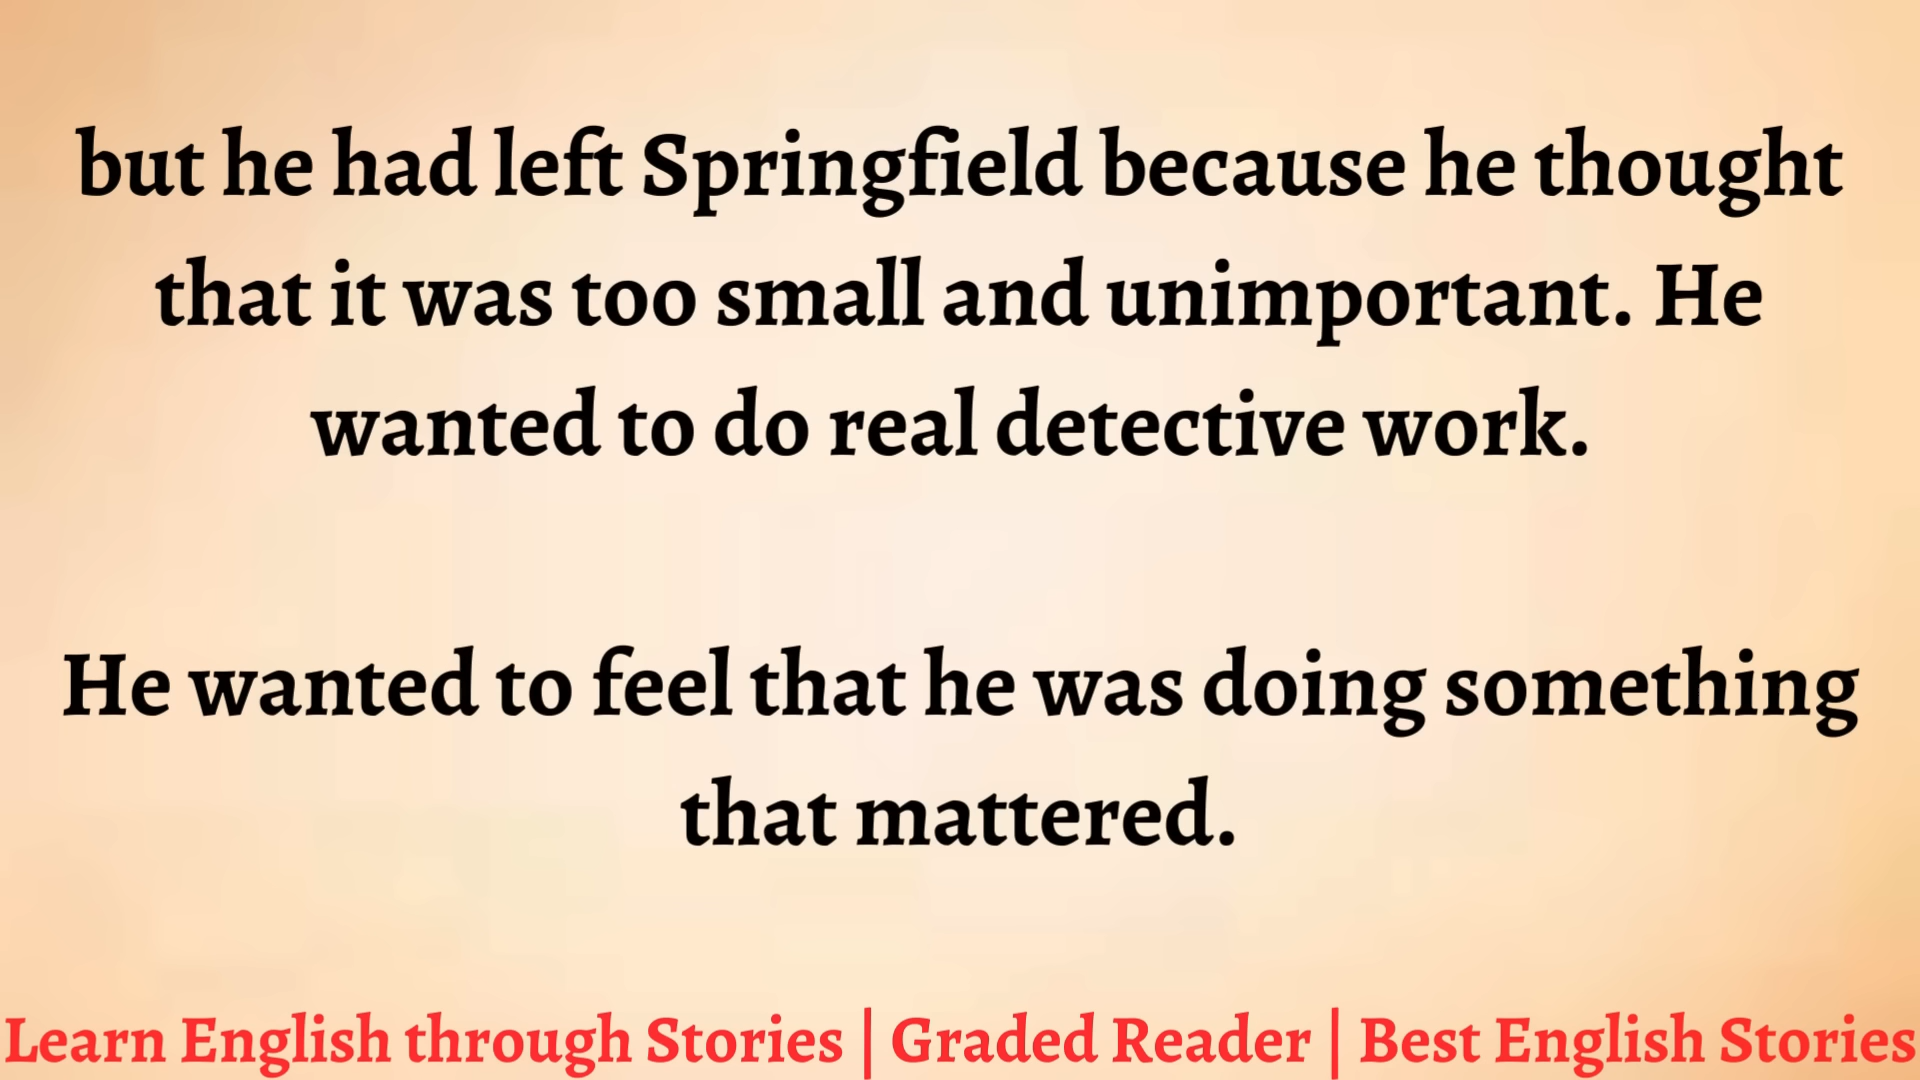 but he had left Springfield because he thought
that it was too small and unimportant. He
wanted to do real detective work.
He wanted to feel that he was doing something
that mattered.
Learn English through Stories | Graded Reader | Best English Stories